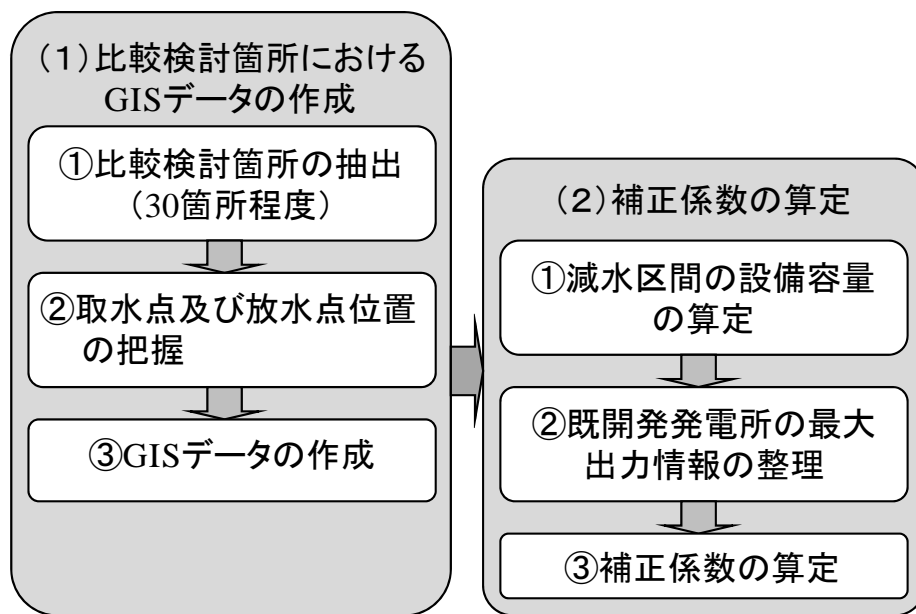 (1)比較検討箇所における
GISデータの作成
①比較検討箇所の抽出
(30箇所程度)
②取水点及び放水点位置
の把握
③GISデータの作成
(2)補正係数の算定
①減水区間の設備容量
の算定
②既開発発電所の最大
出力情報の整理
③補正係数の算定